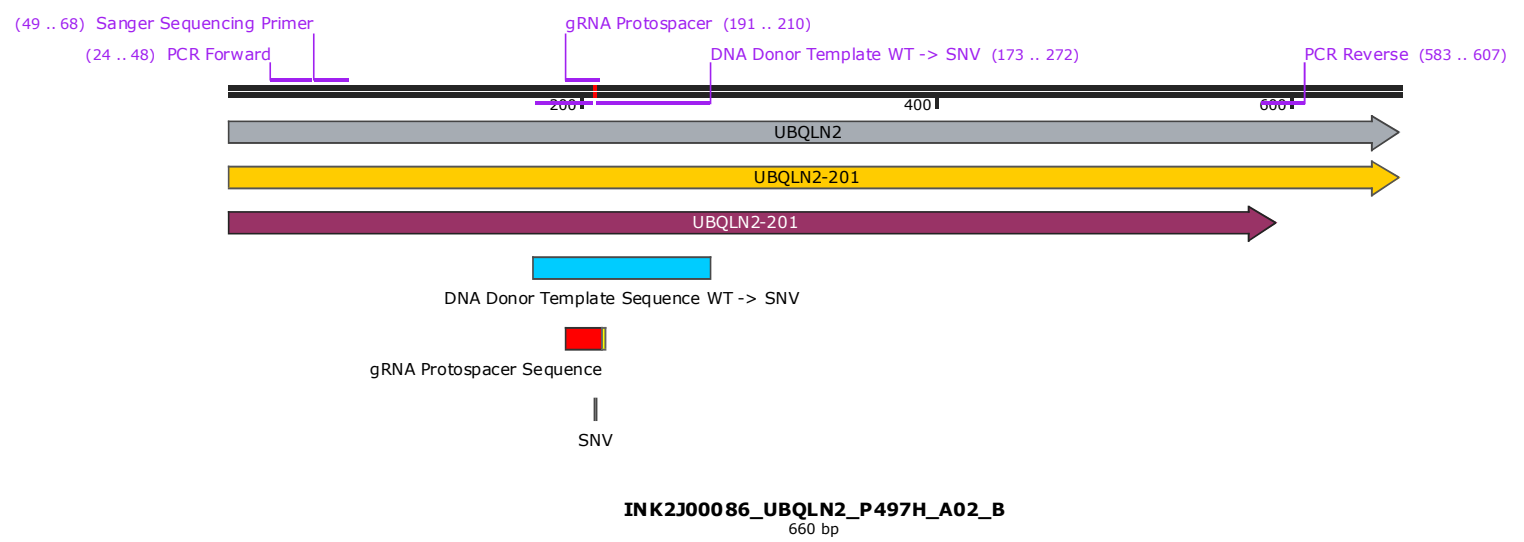 (49 .. 68) Sanger Sequencing Primer
gRNA Protospacer (191 .. 210)
(24 .. 48) PCR Forward
DNA Donor Template WT -> SNV (173 .. 272)
PCR Reverse (583 .. 607)
200
400
600
UBQLN2
UBQLN2-201
UBQLN2-201
DNA Donor Template Sequence WT -> SNV
gRNA Protospacer Sequence
SNV
INK2J00086_UBQLN2_P497H_A02_B
660 bp